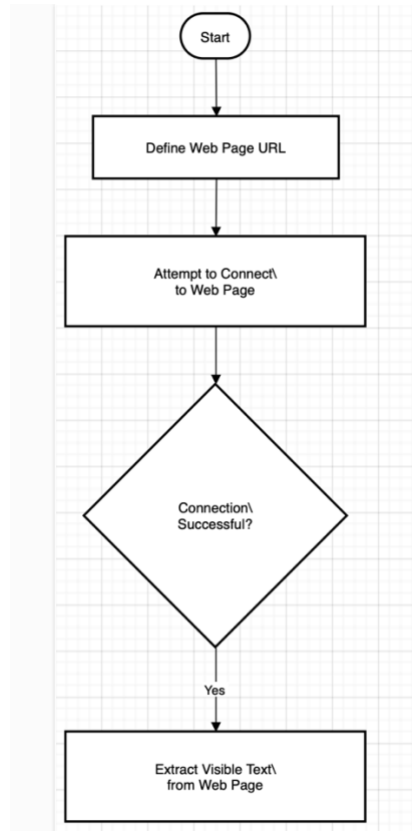 Start
Define Web Page URL
Attempt to Connect\
to Web Page
Connection\
Successful?
Yes
Extract Visible Text\
from Web Page